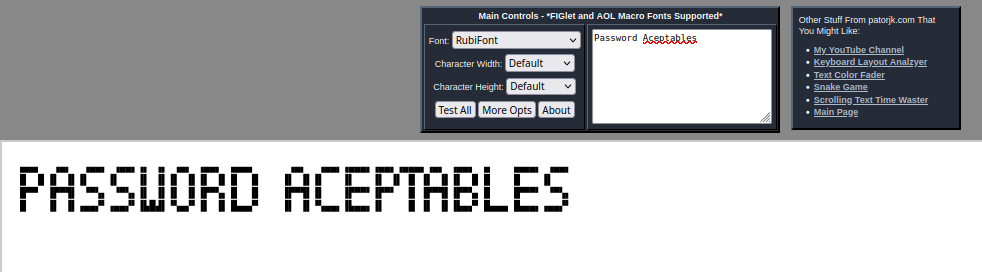 Main Controls - *FIGlet and AOL Macro Fonts Supported*
Font: RubiFont
Character Width: Default
Character Height: Default
Test All More Opts About
Password Aceptables
Other Stuff From patorjk.com That
You Might Like:
My YouTube Channel
Keyboard Layout Analzyer
Text Color Fader
Snake Game
Scrolling Text Time Waster
Main Page
PASSWORD ACEPTABLES